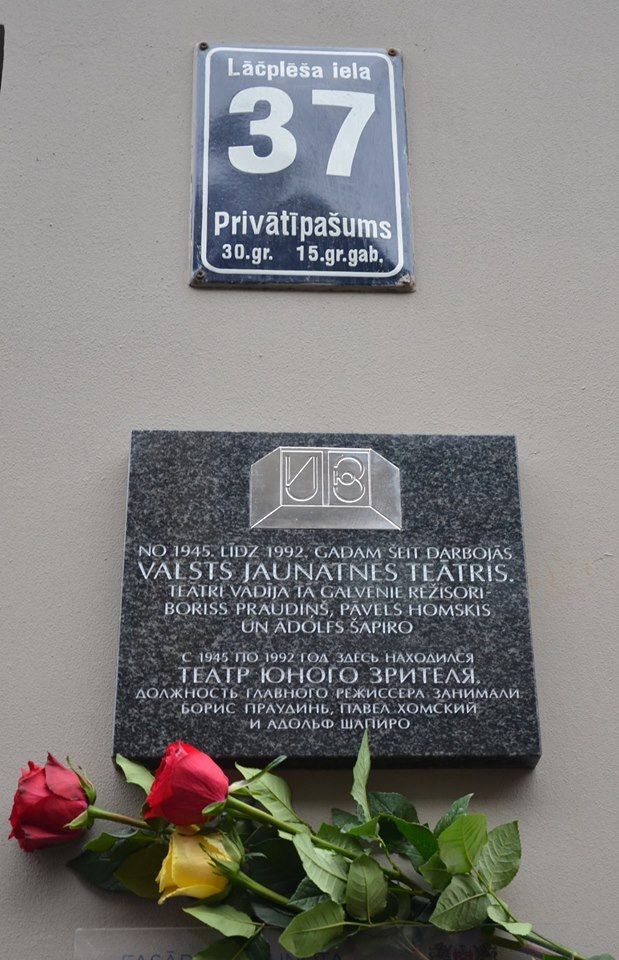 Lāčplēša iela
37
Privātīpašums
30.gr. 15.gr.gab.
NO 1945. LĪDZ 1992. GADAM ŠEIT DARBOJĀS
VALSTS JAUNATNES TEĀTRIS.
TEĀTRI VADĪJA TĀ GALVENIE REŽISORI-
BORISS PRAUDIŅŠ, PĀVELS HOMSKIS
UN ĀDOLFS ŠAPIRO
С 1945 ПО 1992 ГОД ЗДЕСЬ НАХОДИЛСЯ
ТЕАТР ЮНОГО ЗРИТЕЛЯ.
ДОЛЖНОСТЬ ГЛАВНОГО РЕЖИССЕРА ЗАНИМАЛИ
БОРИС ПРАУДИНЬ, ПАВЕЛ ХОМСКИЙ
И АДОЛЬФ ШАПИРО